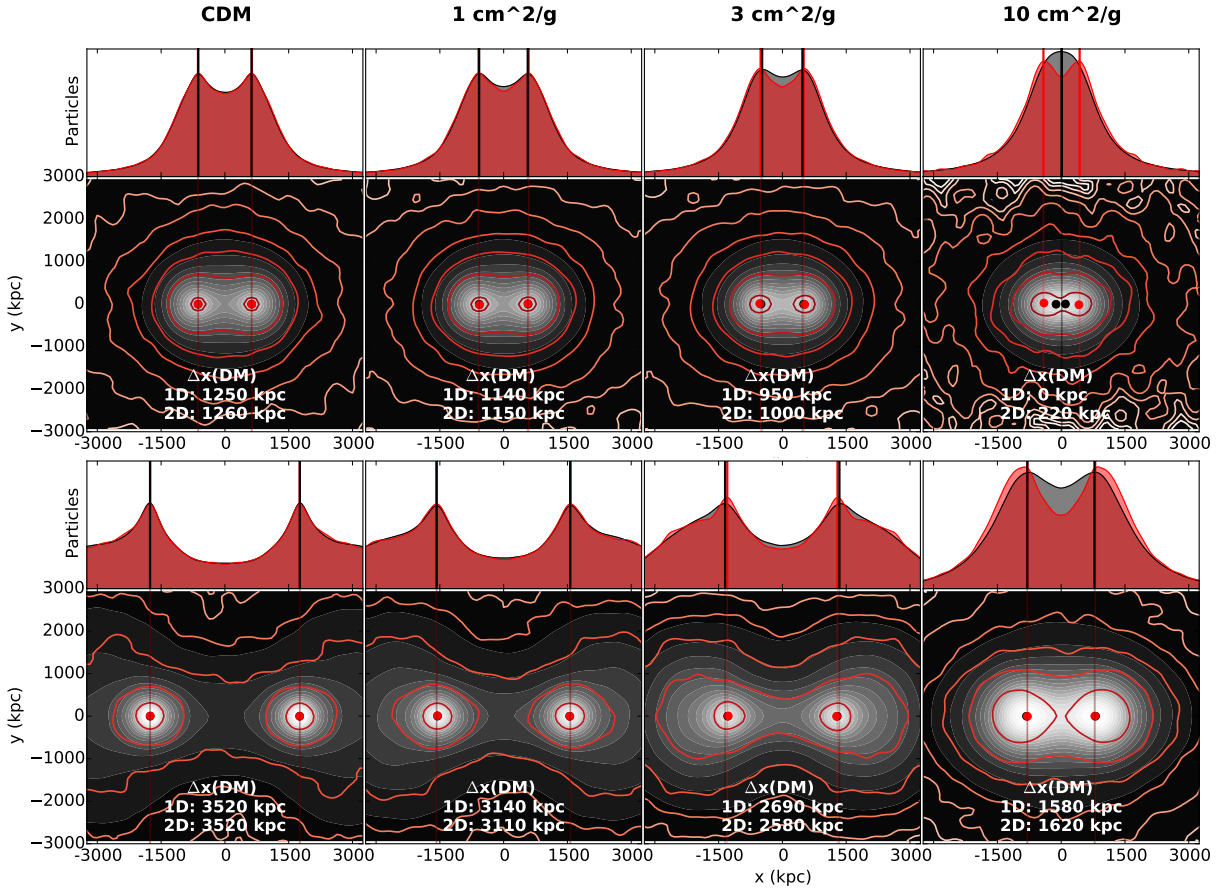 CDM 1 cm^2/g 3 cm^2/g 10 cm^2/g
Particles
3000
2000
1000
0
−1000
−2000
−3000
y (kpc)
Δx(DM) Δx(DM) Δx(DM) Δx(DM)
1D: 1250 kpc 1D: 1140 kpc 1D: 950 kpc 1D: 0 kpc
2D: 1260 kpc 2D: 1150 kpc 2D: 1000 kpc 2D: 220 kpc
-3000 -1500 0 1500 3000 -1500 0 1500 3000 -1500 0 1500 3000 -1500 0 1500 3000
Particles
3000
2000
1000
0
−1000
−2000
−3000
y (kpc)
Δx(DM) Δx(DM) Δx(DM) Δx(DM)
1D: 3520 kpc 1D: 3140 kpc 1D: 2690 kpc 1D: 1580 kpc
2D: 3520 kpc 2D: 3110 kpc 2D: 2580 kpc 2D: 1620 kpc
-3000 -1500 0 1500 3000 -1500 0 1500 3000 -1500 0 1500 3000 -1500 0 1500 3000
x (kpc)